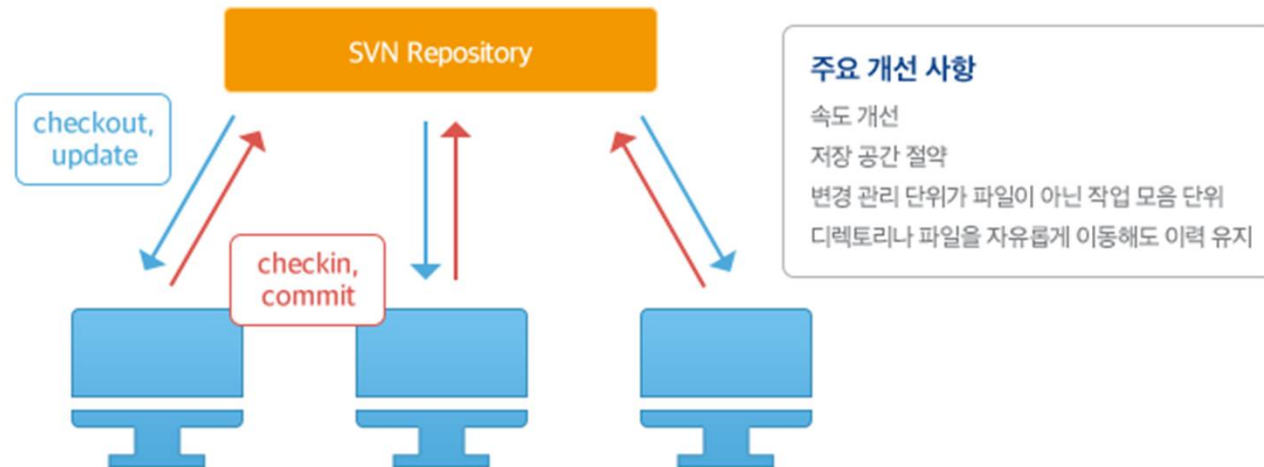 SVN Repository
checkout,
update
checkin,
commit
주요 개선 사항
속도 개선
저장 공간 절약
변경 관리 단위가 파일이 아닌 작업 모음 단위
디렉토리나 파일을 자유롭게 이동해도 이력 유지